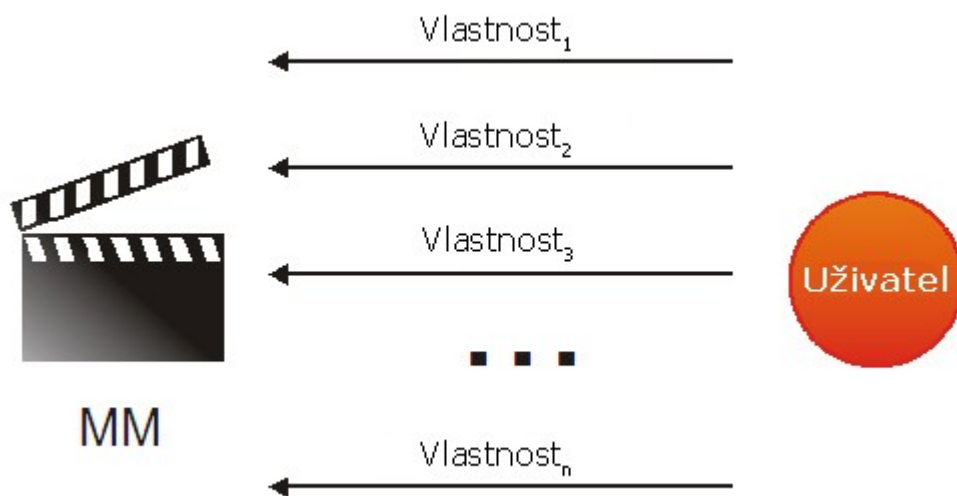 Vlastnost₁
Vlastnost₂
Vlastnost₃
Uživatel
...
MM
Vlastnostₙ